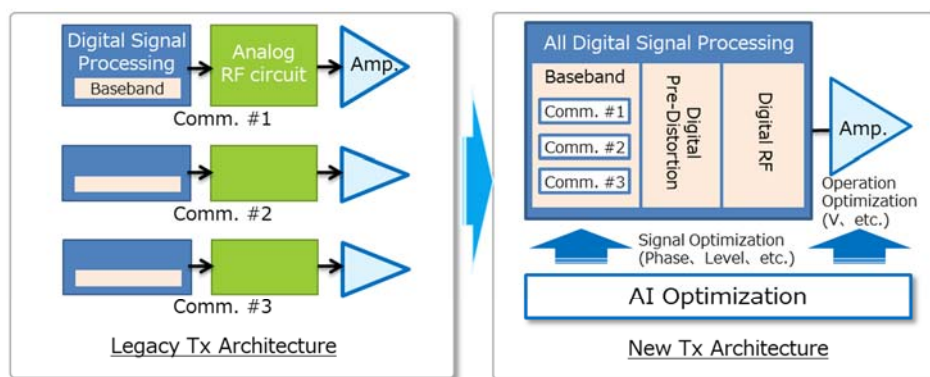 Digital Signal
Processing
Baseband
Analog
RF circuit
Amp.
Comm. #1
Comm. #2
Comm. #3
Legacy Tx Architecture
All Digital Signal Processing
Baseband
Comm. #1
Comm. #2
Comm. #3
Digital
Pre-Distortion
Digital RF
Amp.
Operation
Optimization
(V、etc.)
Signal Optimization
(Phase、Level、etc.)
AI Optimization
New Tx Architecture